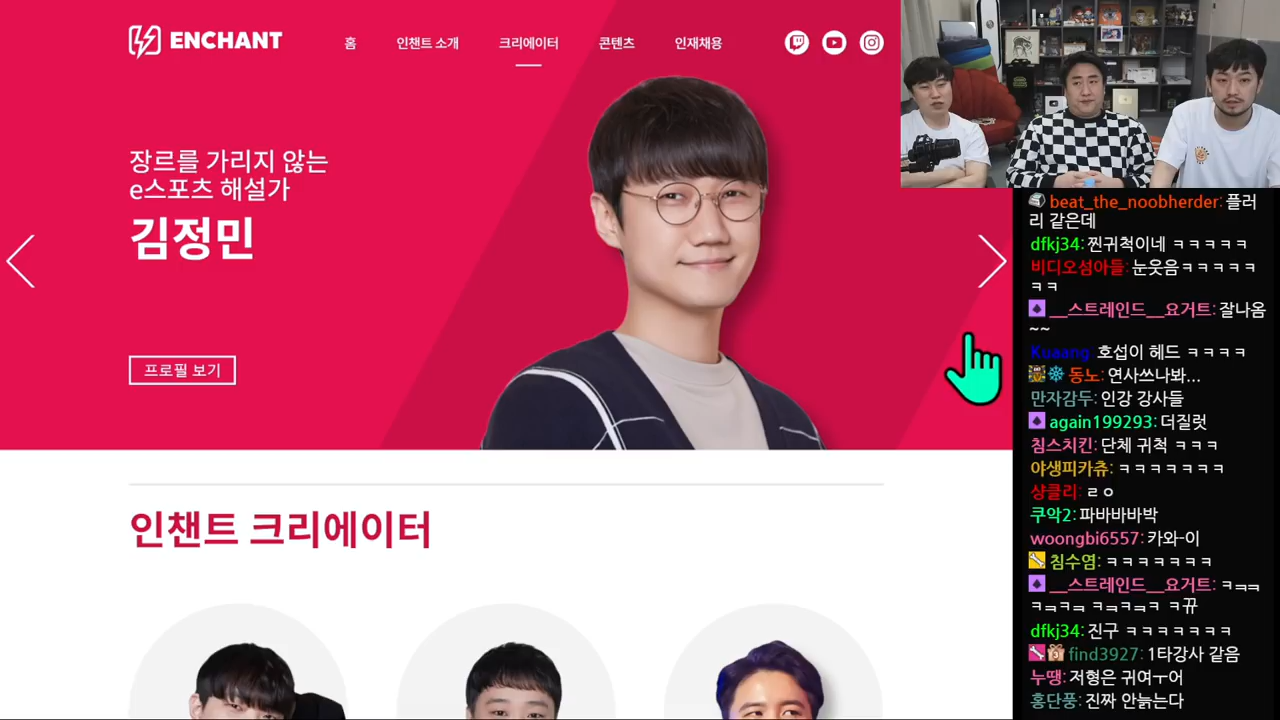 ENCHANT
홈
인챈트 소개
크리에이터
콘텐츠
인재채용
장르를 가리지 않는
e스포츠 해설가
김정민
프로필 보기
인챈트 크리에이터
beat_the_noobherder: 플러
리 같은데
dfkj34: 찐귀척이네 ㅋㅋㅋㅋㅋ
비디오섬아들: 눈웃음ㅋㅋㅋㅋㅋ
ㅋㅋ
__스트레인드__요거트: 잘나옴
~~
Kuaang: 호섭이 헤드 ㅋㅋㅋㅋ
동노: 연사쓰나봐...
만자감두: 인강 강사들
again199293: 더질럿
침스치킨: 단체 귀척 ㅋㅋㅋ
야생피카츄: ㅋㅋㅋㅋㅋㅋㅋ
샹클리: ㄹㅇ
쿠악2: 파바바바박
woongbi6557: 카와-이
침수염: ㅋㅋㅋㅋㅋㅋㅋ
__스트레인드__요거트: ㅋㅋㅋ
dfkj34: 진구 ㅋㅋㅋㅋㅋㅋㅋ
find3927: 1타강사 같음
누땡: 저형은 귀여ㅜ어
홍단풍: 진짜 안늙는다